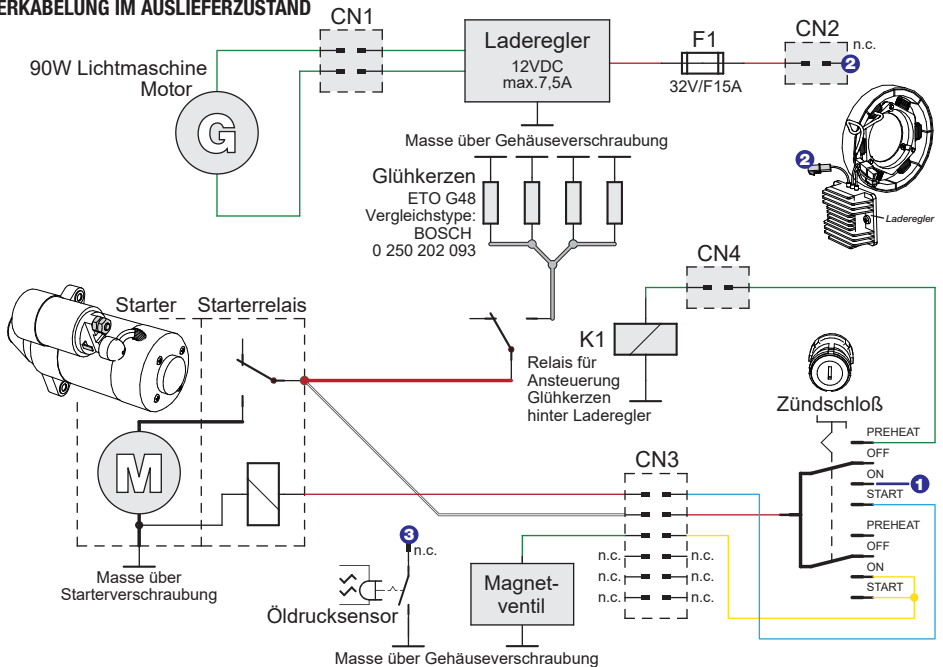 ERKABELUNG IM AUSLIEFERZUSTAND
CN1
90W Lichtmaschine
Motor
G
Laderegler
12VDC
max.7,5A
F1
32V/F15A
CN2
n.c.
2
Masse über Gehäuseverschraubung
2
Laderegler
Glühkerzen
ETO G48
Vergleichstype:
BOSCH
0 250 202 093
CN4
Starter
Starterrelais
K1
Relais für
Ansteuerung
Glühkerzen
hinter Laderegler
Zündschloß
PREHEAT
OFF
ON
1
START
PREHEAT
OFF
ON
START
M
CN3
n.c.
n.c.
n.c.
n.c.
n.c.
n.c.
3
n.c.
Öldrucksensor
Magnet-
ventil
Masse über
Starterverschraubung
Masse über Gehäuseverschraubung